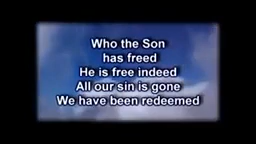 Who the Son
has freed
He is free indeed
All our sin is gone
We have been redeemed